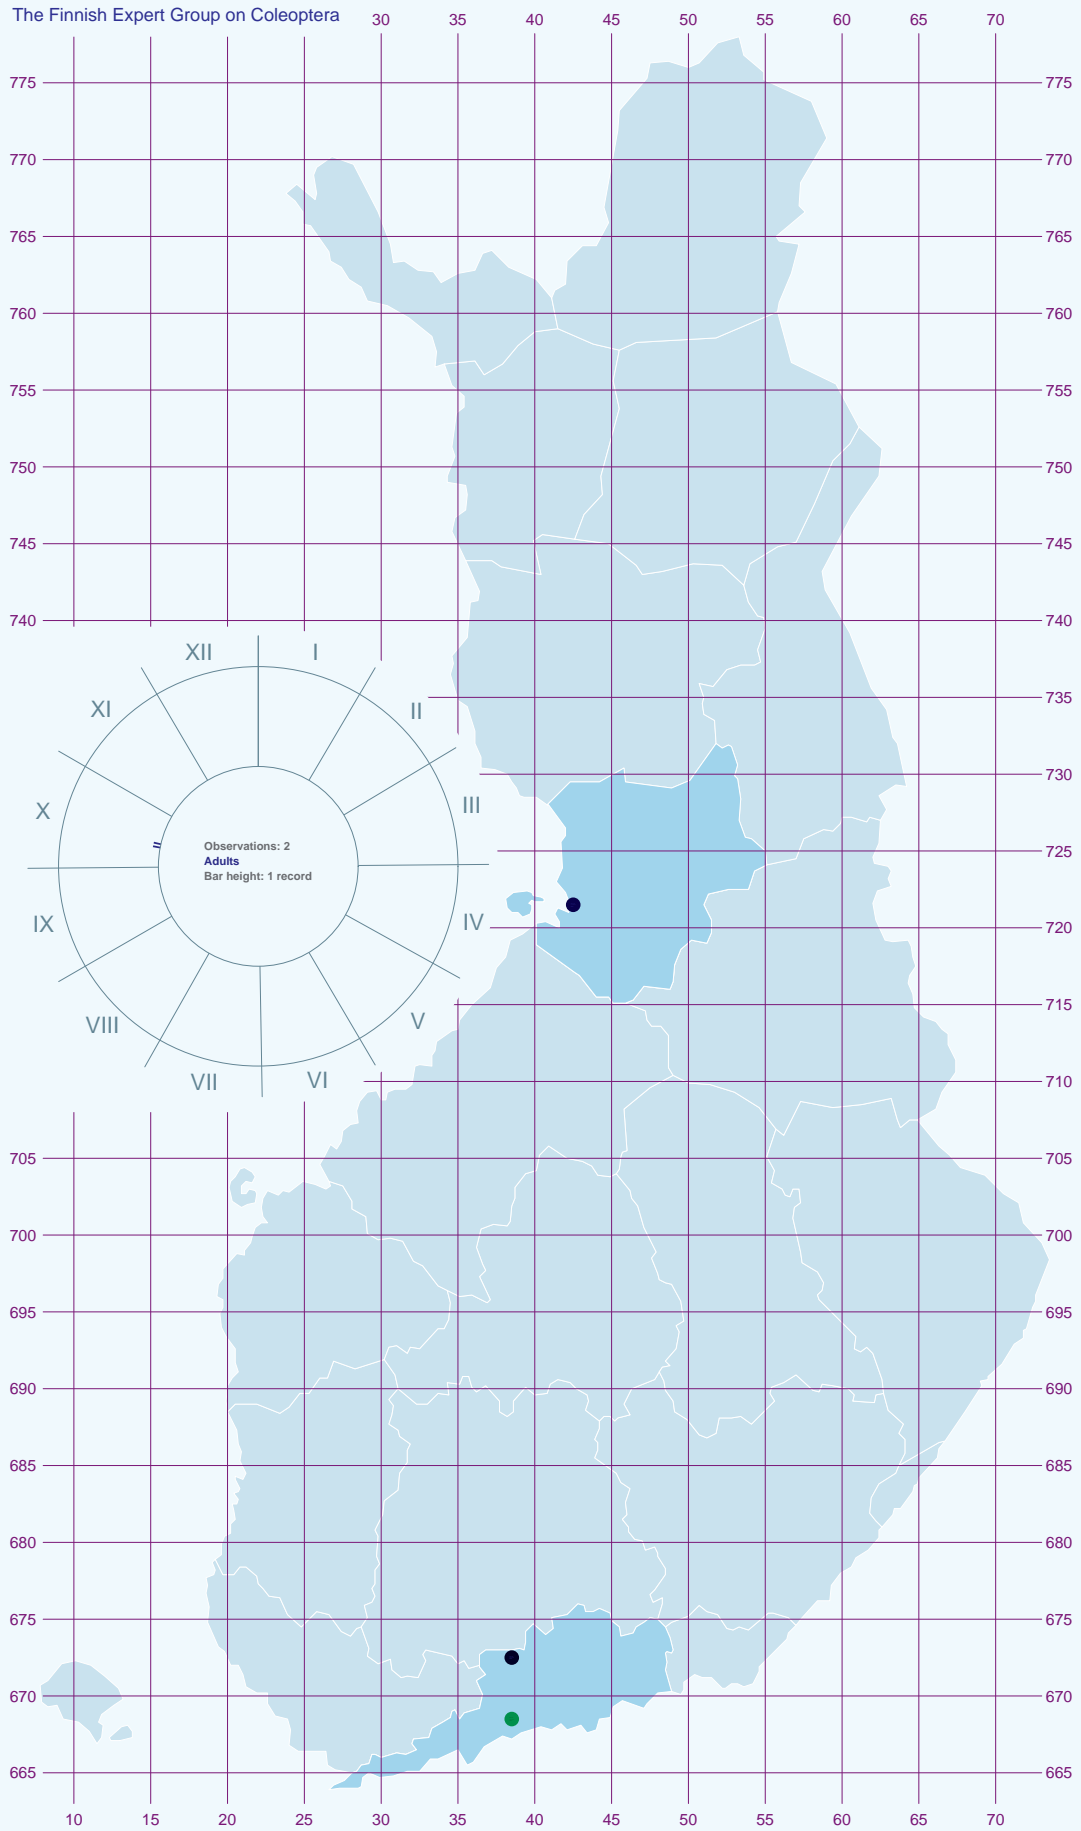 The Finnish Expert Group on Coleoptera
30 35 40 45 50 55 60 65 70
775 775
770 770
765 765
760 760
755 755
750 750
745 745
740 740
XII I
XI II
735
730
X III
725
Observations: 2
Adults
Bar height: 1 record
IX IV
720
715
VIII V
VII VI
710
705 705
700 700
695 695
690 690
685 685
680 680
675 675
670 670
665 665
10 15 20 25 30 35 40 45 50 55 60 65 70